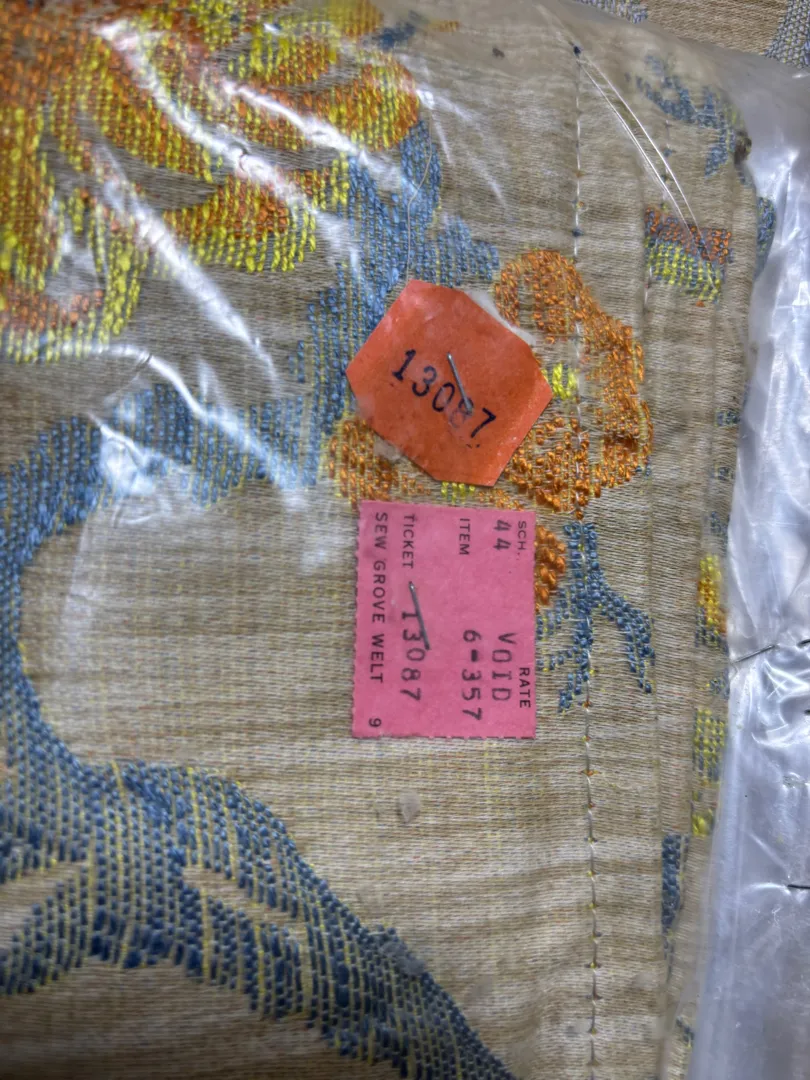 13087
SCH. RATE
44 VOID
ITEM 6-357
TICKET 13087
SEW GROVE WELT 9